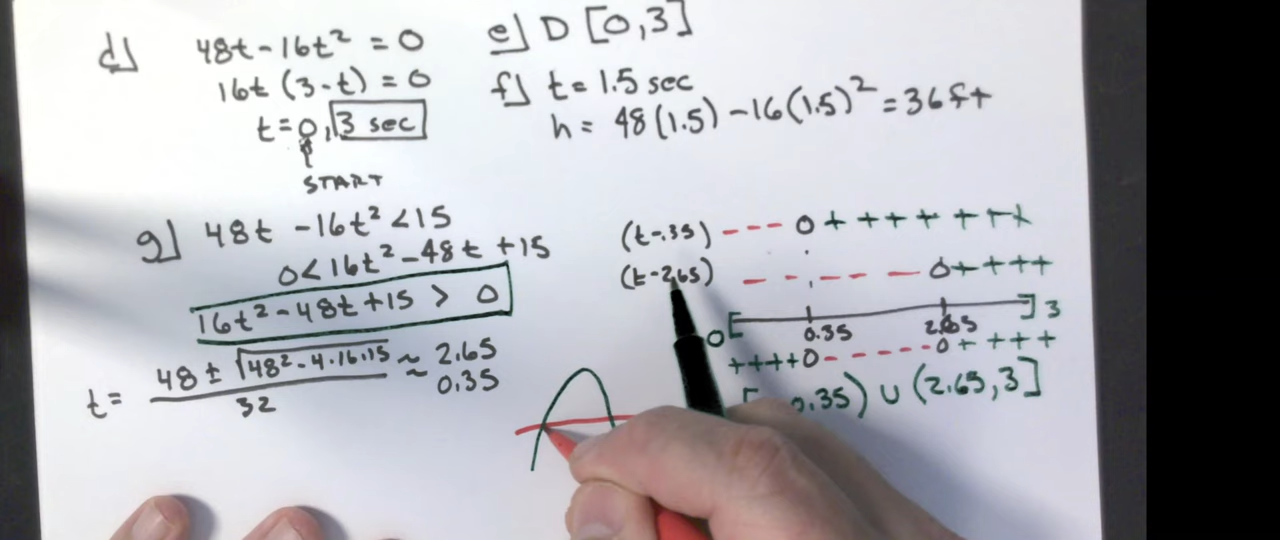 d] 48t - 16t² = 0
16t (3 - t) = 0
t = 0, 3 sec
START
e] D [0,3]
f] t = 1.5 sec
h = 48(1.5) - 16(1.5)² = 36 ft
g] 48t - 16t² < 15
0 < 16t² - 48t + 15
16t² - 48t + 15 > 0
t = 48 ± √48² - 4·16·15 ≈ 2.65
32 ≈ 0.35
(t-.35) - - - 0 + + + + + + +
(t-2.65) - - - - - 0 + + + +
0 [ ] 3
0.35 2.65
+ + + + 0 - - - - - - 0 + + + +
[ 0.35) ∪ (2.65, 3]